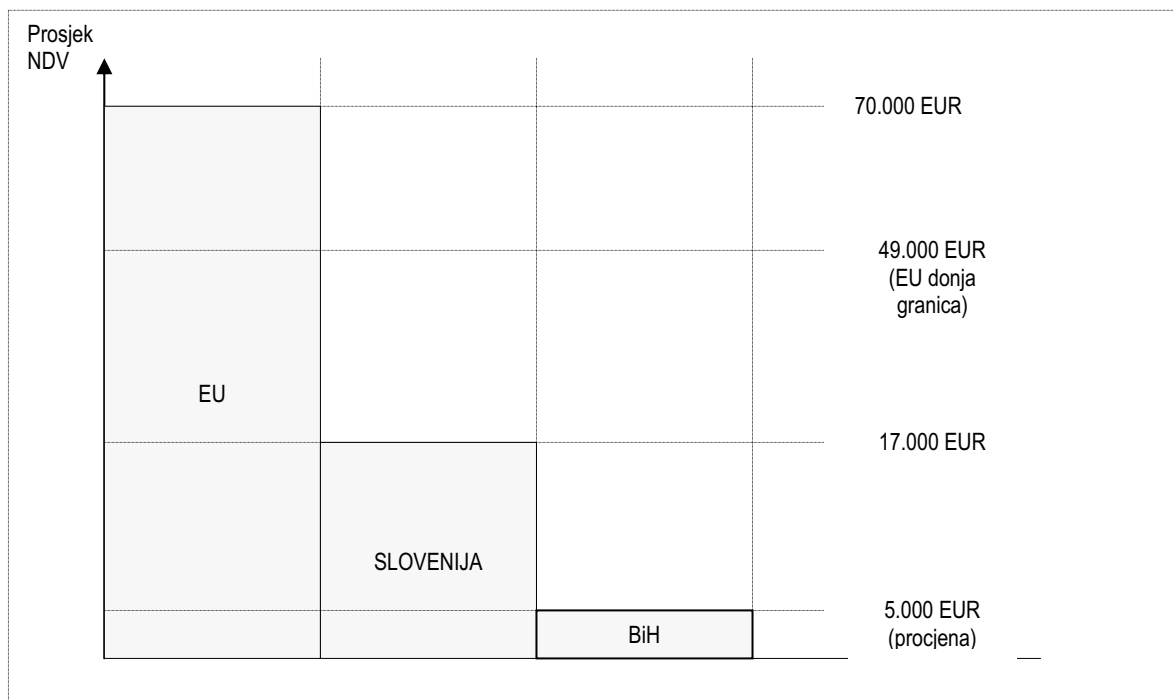 Prosjek
NDV
70.000 EUR
49.000 EUR
(EU donja
granica)
EU
17.000 EUR
SLOVENIJA
5.000 EUR
(procjena)
BiH